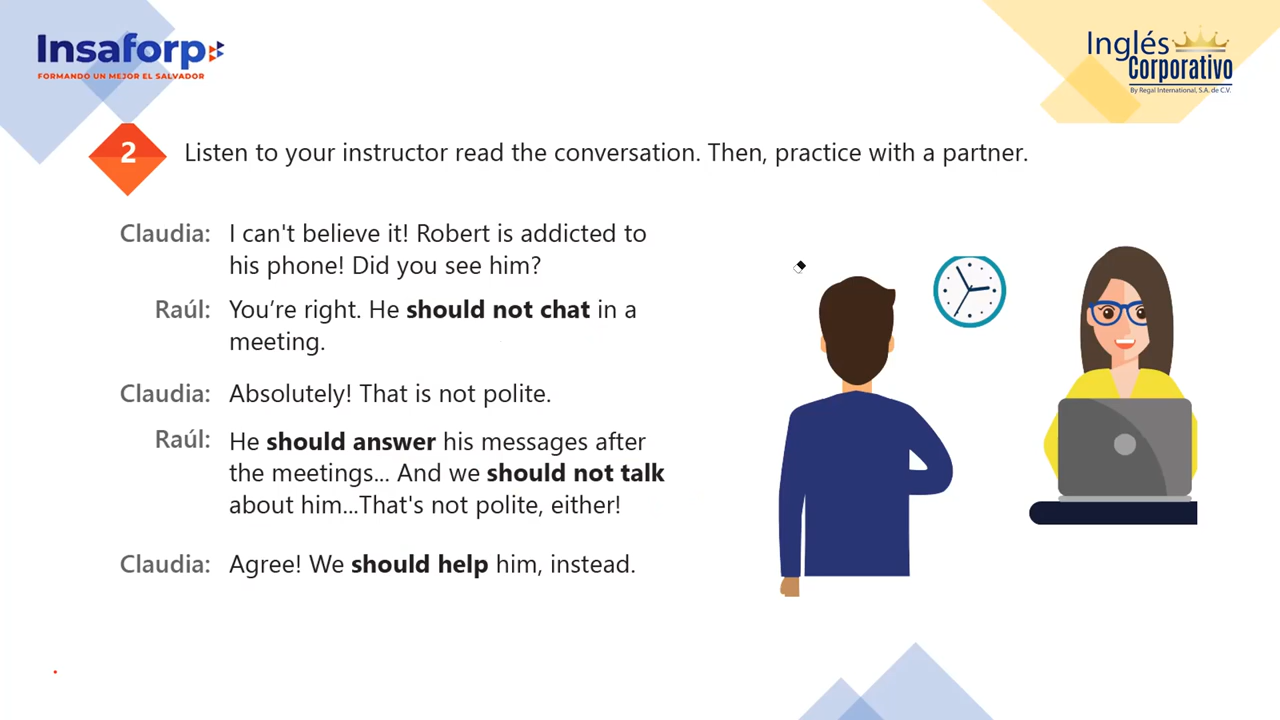 Insaforp
FORMANDO UN MEJOR EL SALVADOR
Inglés
Corporativo
By Regal International, S.A. de C.V.
2 Listen to your instructor read the conversation. Then, practice with a partner.
Claudia: I can't believe it! Robert is addicted to
his phone! Did you see him?
Raúl: You’re right. He should not chat in a
meeting.
Claudia: Absolutely! That is not polite.
Raúl: He should answer his messages after
the meetings... And we should not talk
about him...That's not polite, either!
Claudia: Agree! We should help him, instead.